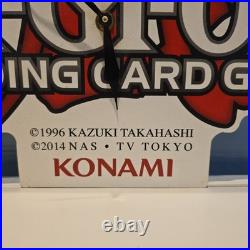 DING CARD G
©1996 KAZUKI TAKAHASHI
©2014 NAS • TV TOKYO
KONAMI